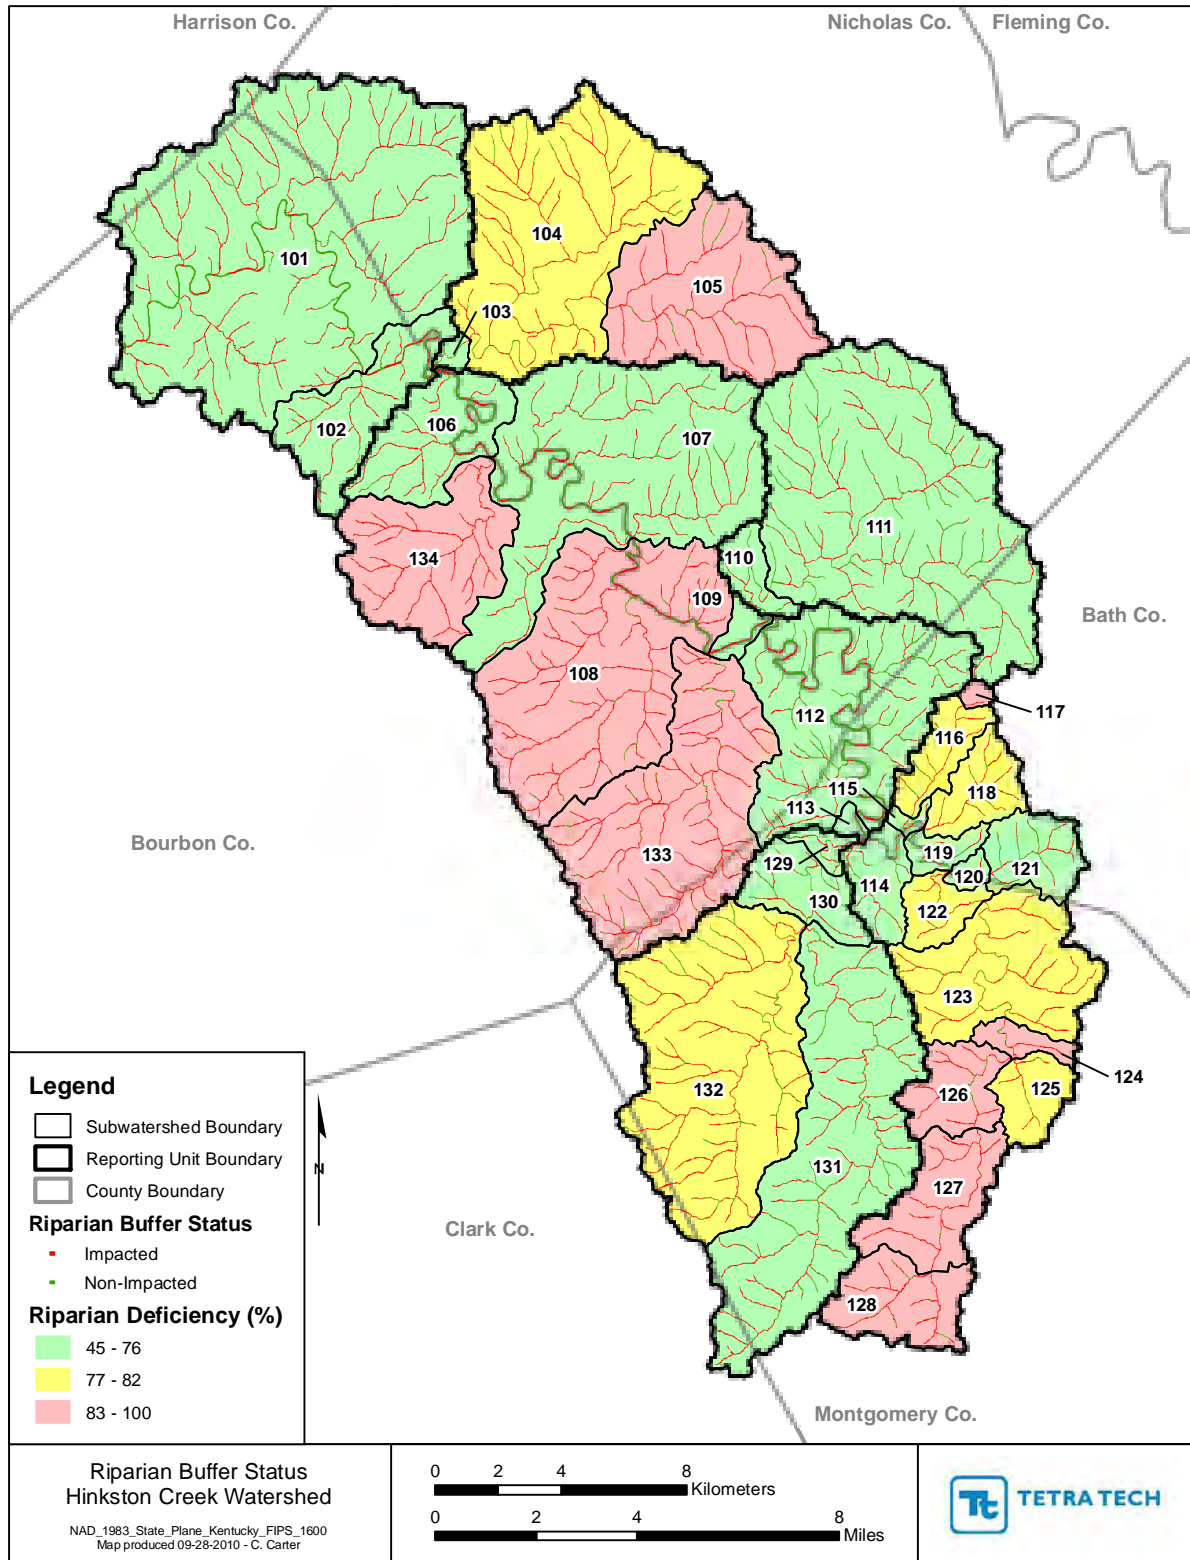 Harrison Co.
Nicholas Co.
Fleming Co.
104
101
105
103
102
106
107
111
110
134
109
Bath Co.
108
117
112
116
118
115
113
Bourbon Co.
133
119
129
120
121
114
130
122
123
124
132
126
125
131
127
Clark Co.
128
Montgomery Co.
Legend
Subwatershed Boundary
Reporting Unit Boundary
County Boundary
N
Riparian Buffer Status
Impacted
Non-Impacted
Riparian Deficiency (%)
45 - 76
77 - 82
83 - 100
Riparian Buffer Status
Hinkston Creek Watershed
NAD_1983_State_Plane_Kentucky_FIPS_1600
Map produced 09-28-2010 - C. Carter
0 2 4 8
Kilometers
0 2 4 8
Miles
Tt TETRA TECH